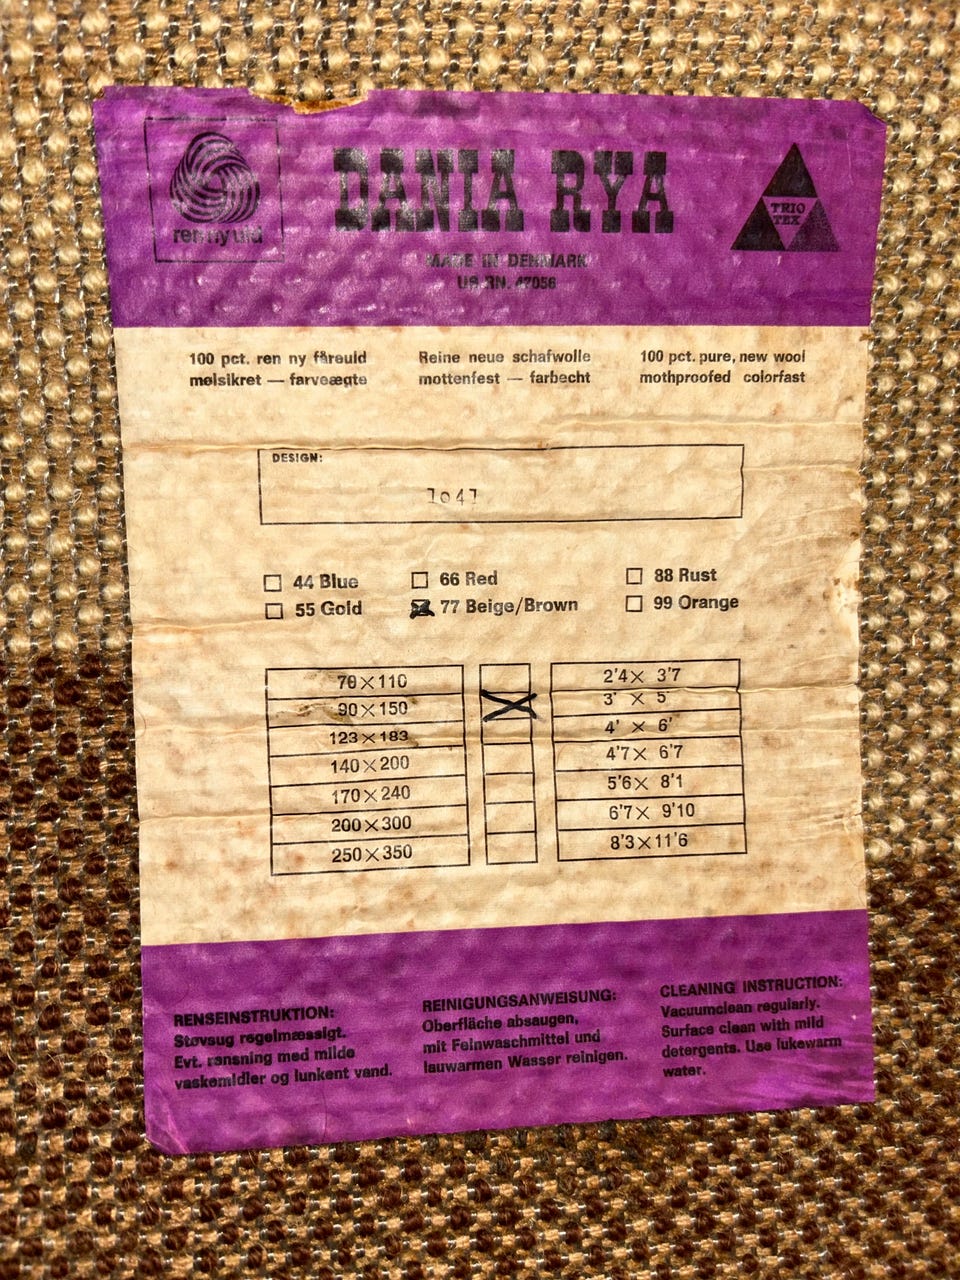 ren ny uld
DANIA RYA
TRIO
TEX
MADE IN DENMARK
US RN. 47056
100 pct. ren ny fåreuld
mølsikret — farveægte
Reine neue schafwolle
mottenfest — farbecht
100 pct. pure, new wool
mothproofed colorfast
DESIGN:
1041
44 Blue
66 Red
88 Rust
55 Gold
77 Beige/Brown
99 Orange
70×110
2'4× 3'7
90×150
3' × 5'
123×183
4' × 6'
140×200
4'7× 6'7
170×240
5'6× 8'1
200×300
6'7× 9'10
250×350
8'3×11'6
RENSEINSTRUKTION:
Støvsug regelmæssigt.
Evt. rensning med milde
vaskemidler og lunkent vand.
REINIGUNGSANWEISUNG:
Oberfläche absaugen,
mit Feinwaschmittel und
lauwarmen Wasser reinigen.
CLEANING INSTRUCTION:
Vacuumclean regularly.
Surface clean with mild
detergents. Use lukewarm
water.